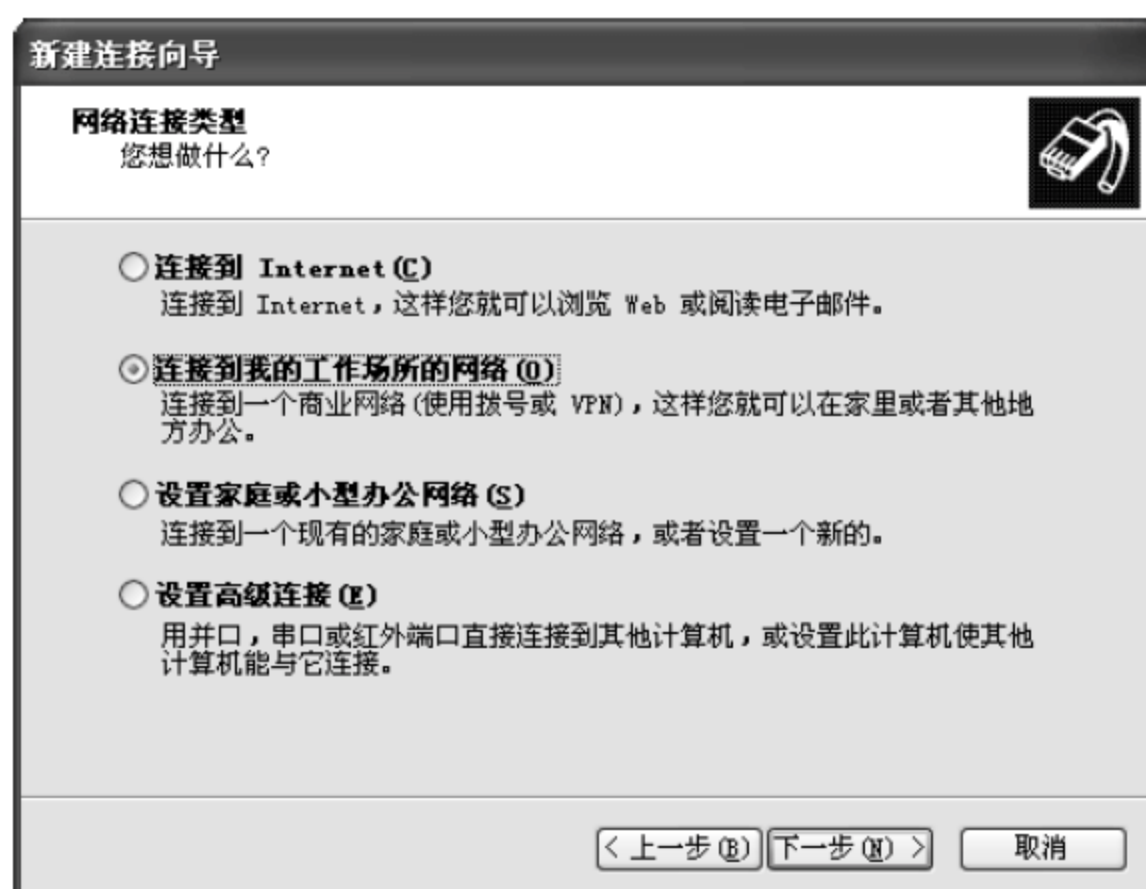 新建连接向导
网络连接类型
您想做什么?
连接到 Internet(C)
连接到 Internet,这样您就可以浏览 Web 或阅读电子邮件。
连接到我的工作场所的网络(O)
连接到一个商业网络(使用拨号或 VPN),这样您就可以在家里或者其他地
方办公。
设置家庭或小型办公网络(S)
连接到一个现有的家庭或小型办公网络,或者设置一个新的。
设置高级连接(E)
用并口,串口或红外端口直接连接到其他计算机,或设置此计算机使其他
计算机能与它连接。
< 上一步(B) 下一步(N) > 取消